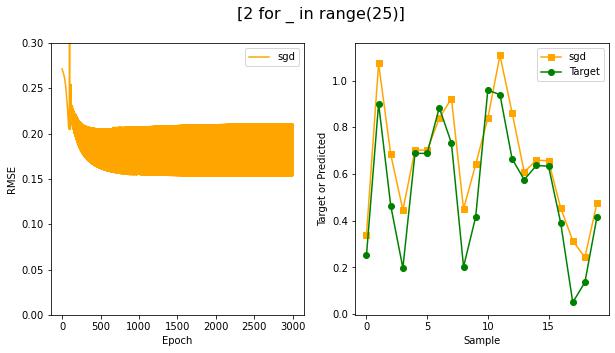 [2 for _ in range(25)]
RMSE
0.30
0.25
0.20
0.15
0.10
0.05
0.00
0 500 1000 1500 2000 2500 3000
Epoch
sgd
Target or Predicted
1.0
0.8
0.6
0.4
0.2
0.0
0 5 10 15
Sample
sgd
Target